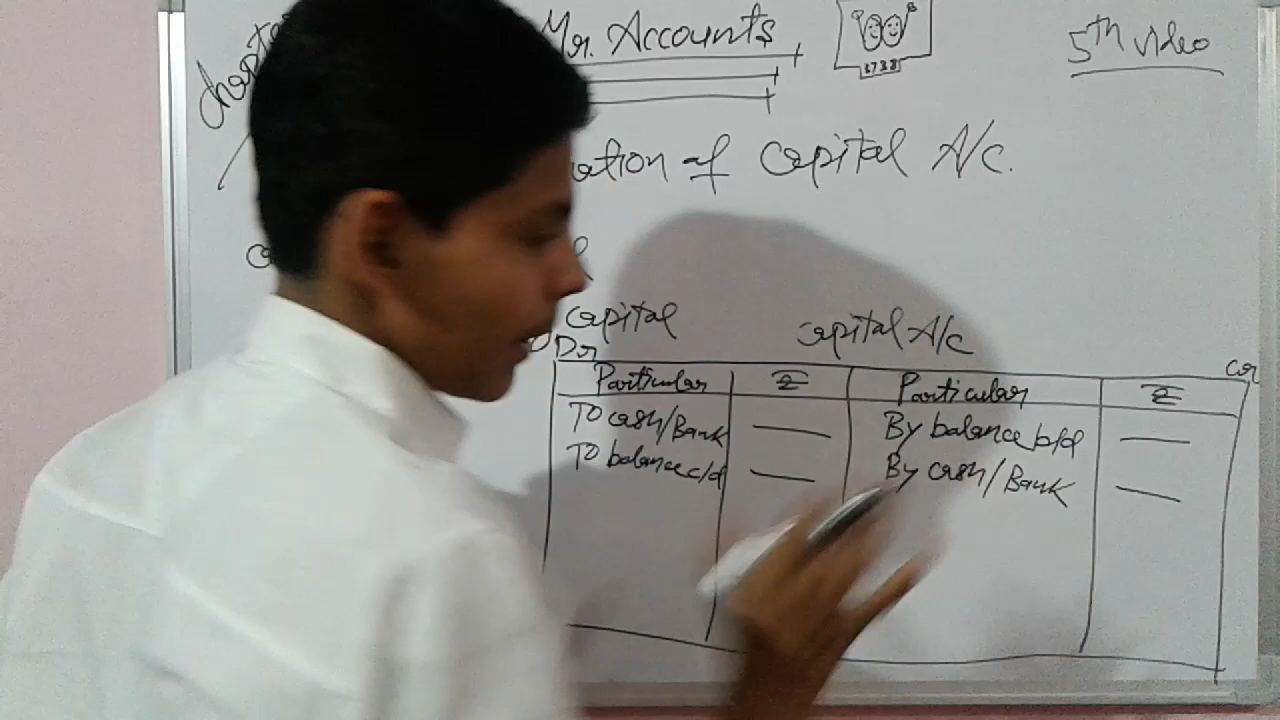 Mr. Accounts
1738
5th video
of Capital A/c.
Capital
Capital A/c
Dr
Cr
Particular ₹ Particular ₹
To cash/Bank By balance b/d
To balance c/d By cash/Bank